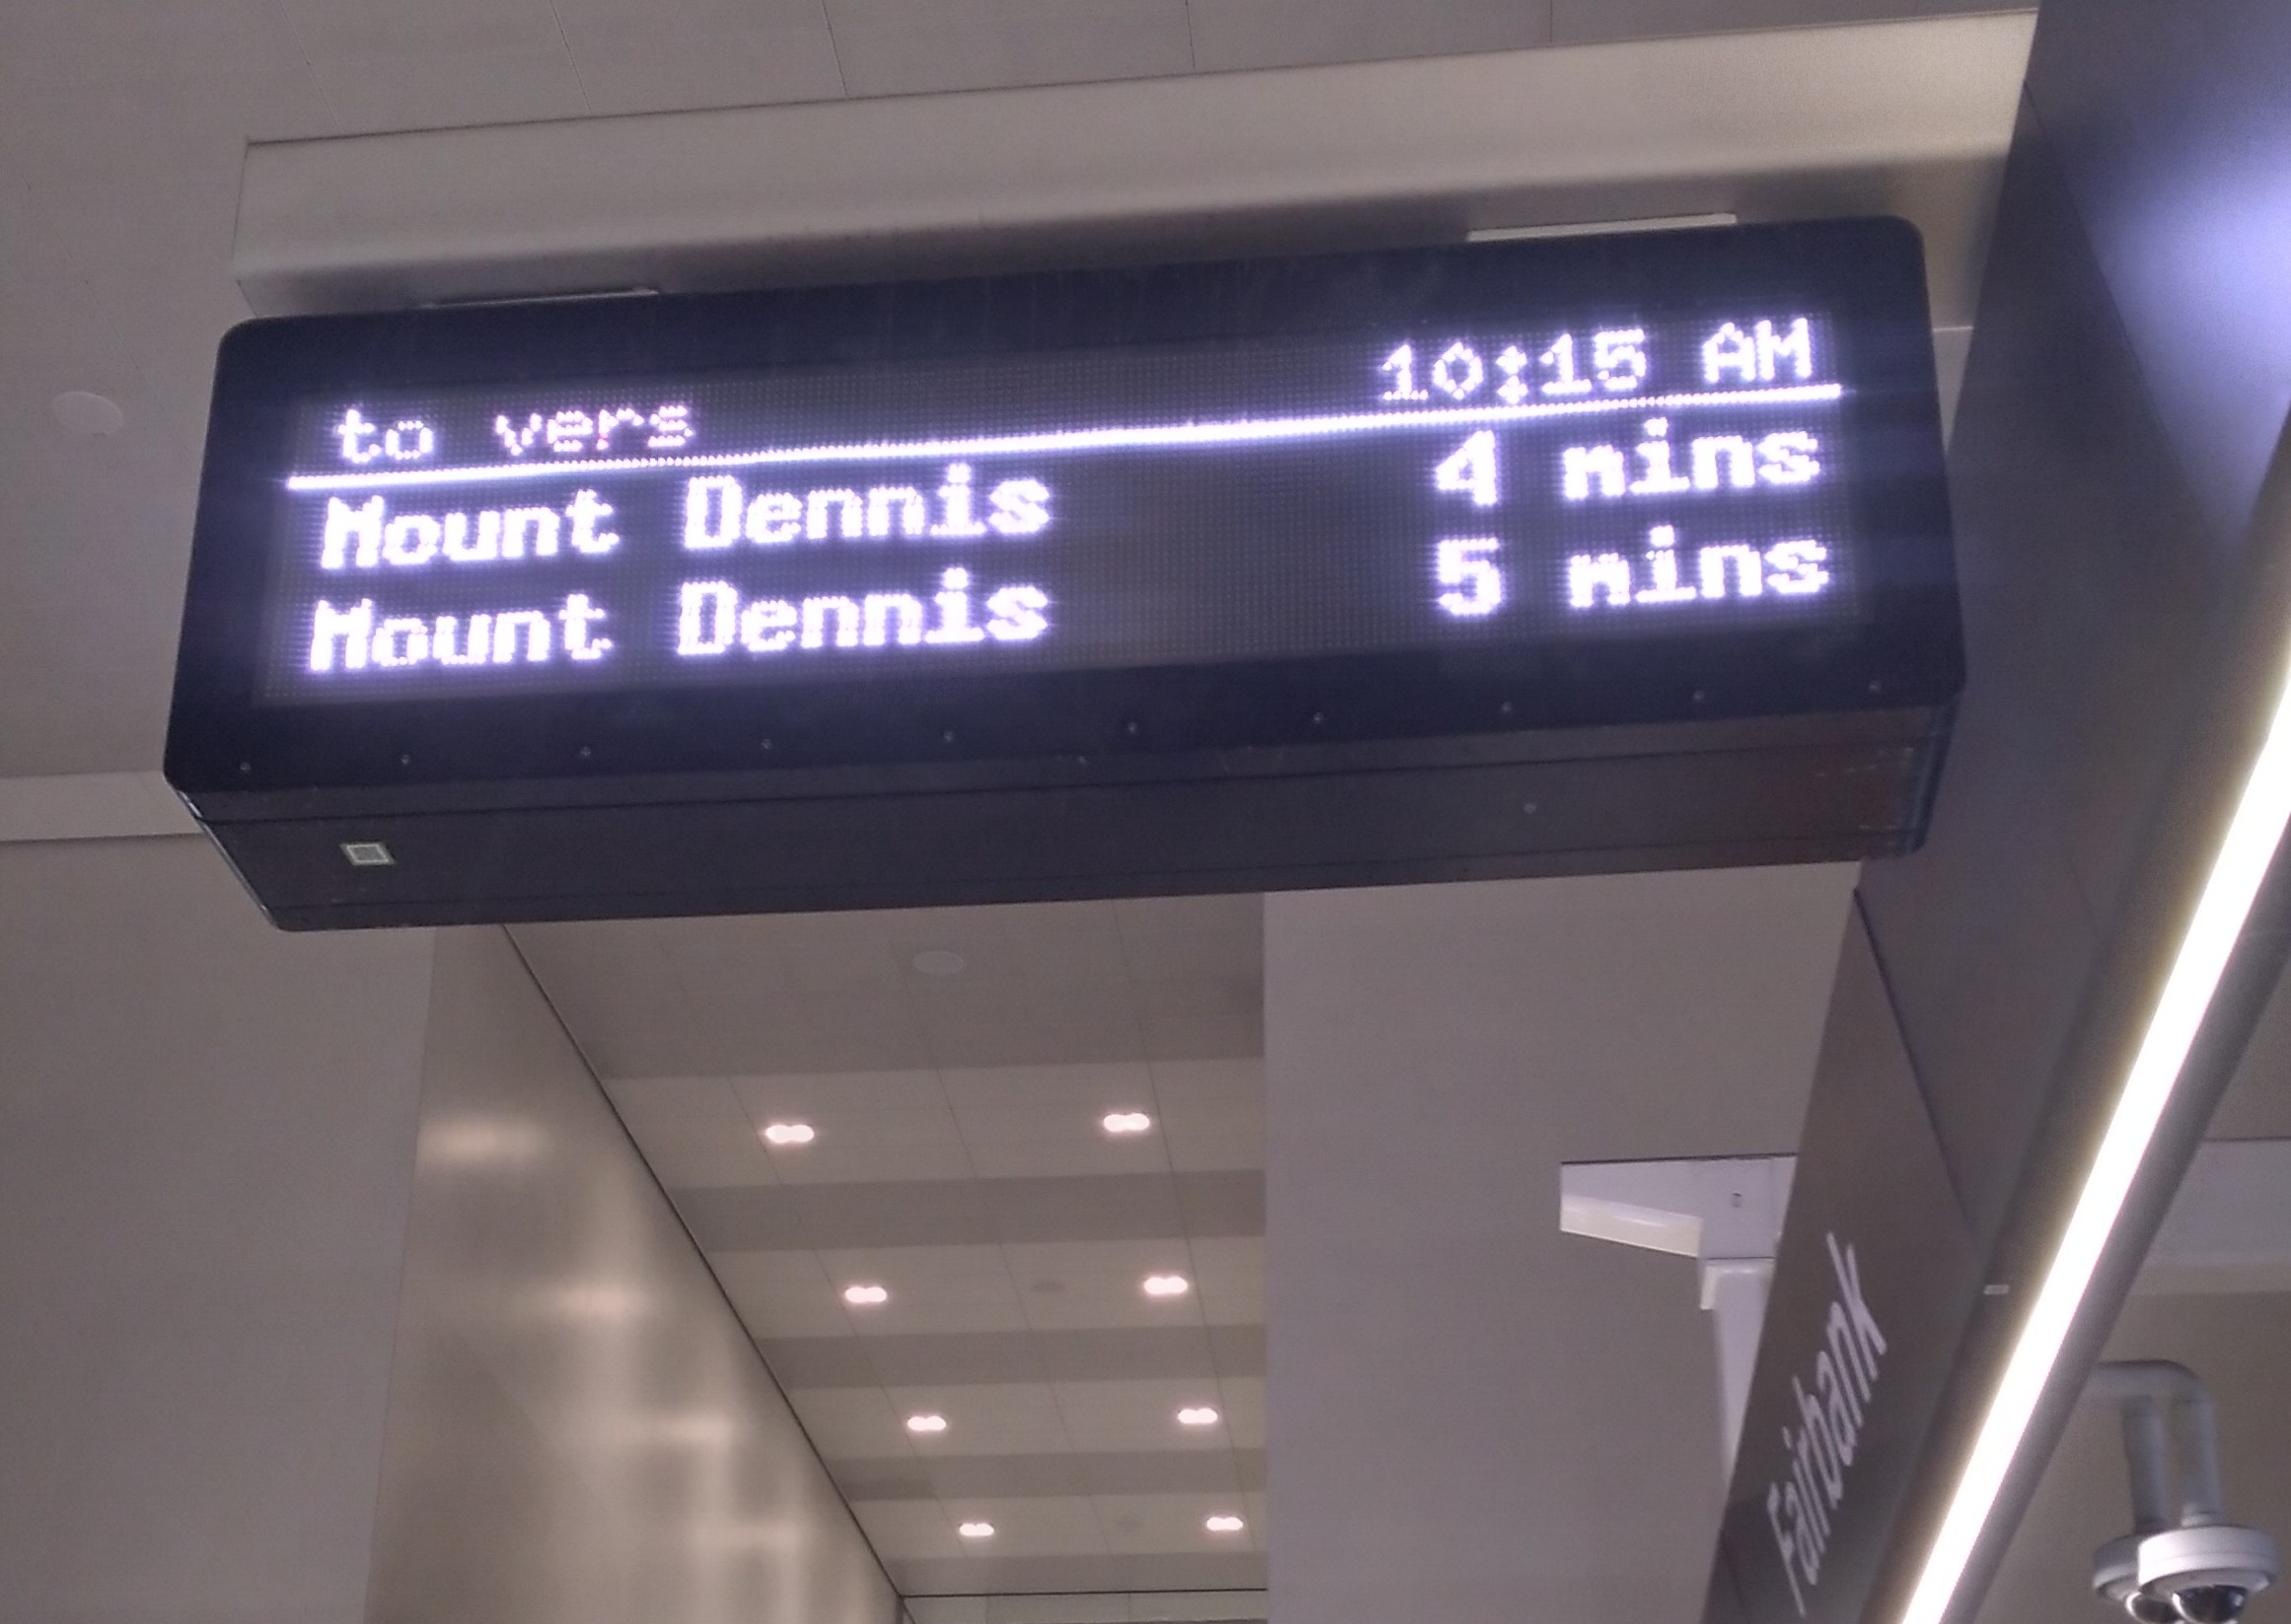 to vers 10:15 AM
Mount Dennis 4 mins
Mount Dennis 5 mins
Fairbank